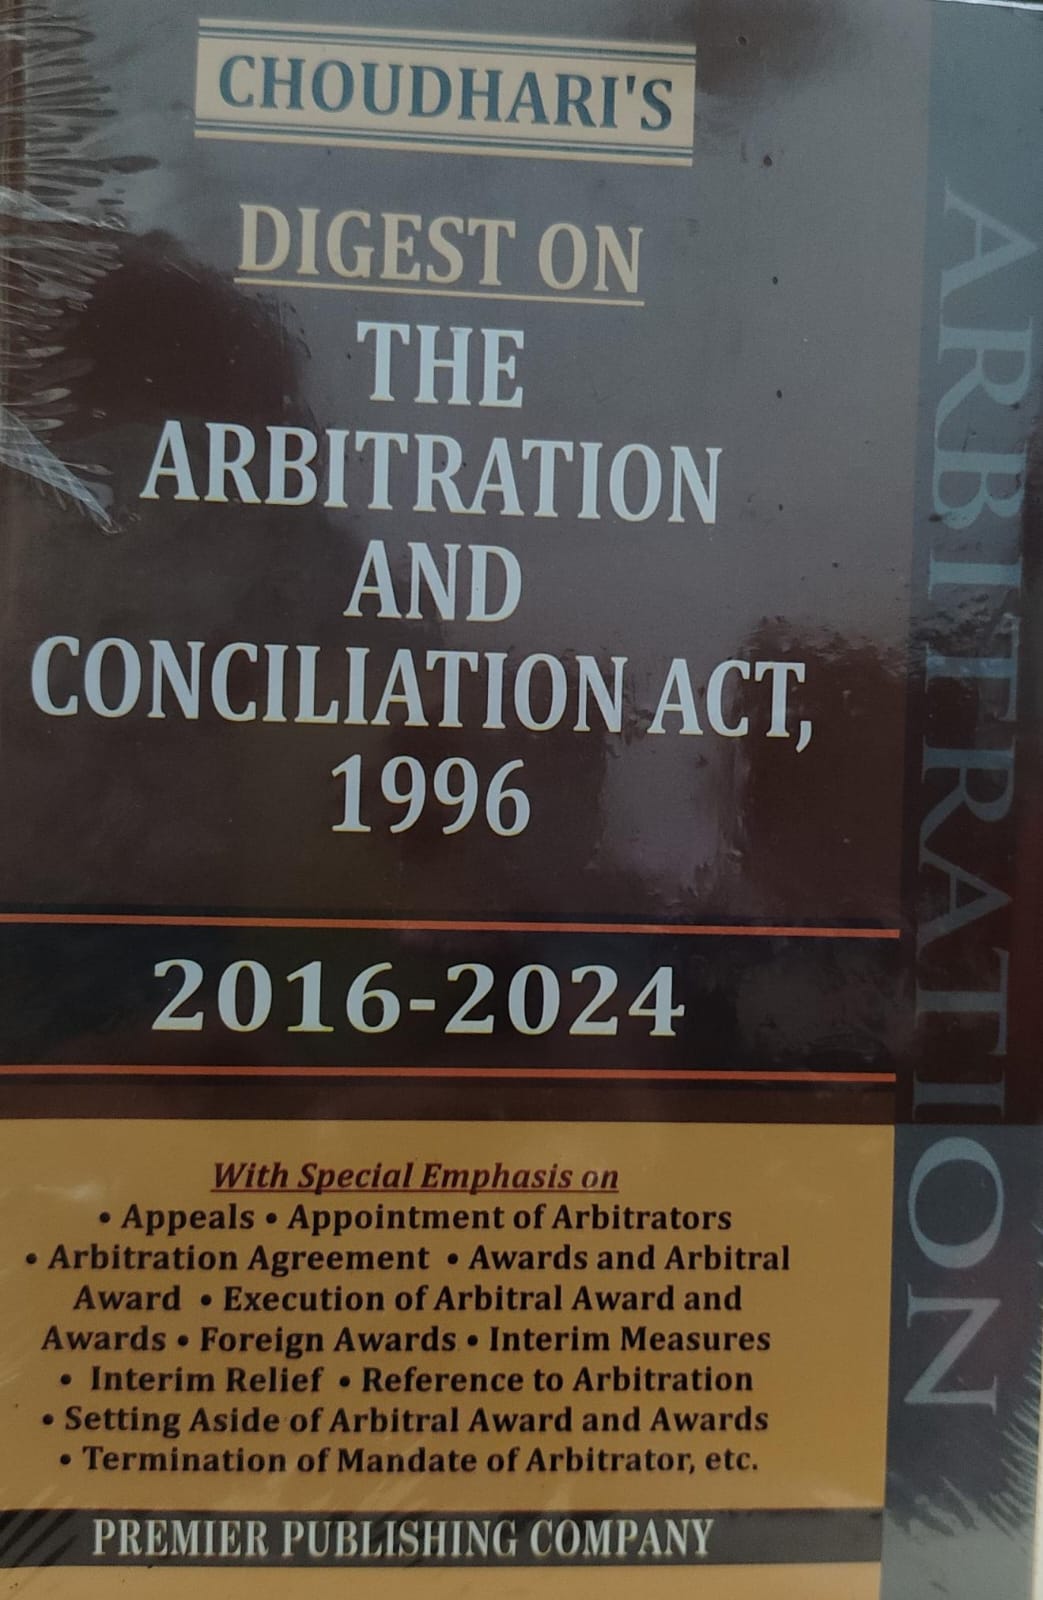 CHOUDHARI'S
DIGEST ON
THE
ARBITRATION
AND
CONCILIATION ACT,
1996
2016-2024
With Special Emphasis on
• Appeals • Appointment of Arbitrators
• Arbitration Agreement • Awards and Arbitral
Award • Execution of Arbitral Award and
Awards • Foreign Awards • Interim Measures
• Interim Relief • Reference to Arbitration
• Setting Aside of Arbitral Award and Awards
• Termination of Mandate of Arbitrator, etc.
PREMIER PUBLISHING COMPANY
ARBITRATION